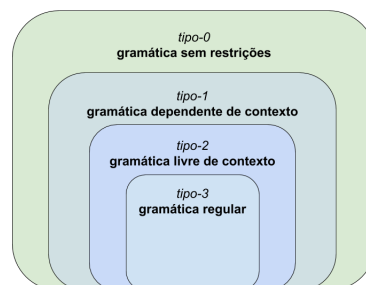 tipo-0
gramática sem restrições
tipo-1
gramática dependente de contexto
tipo-2
gramática livre de contexto
tipo-3
gramática regular